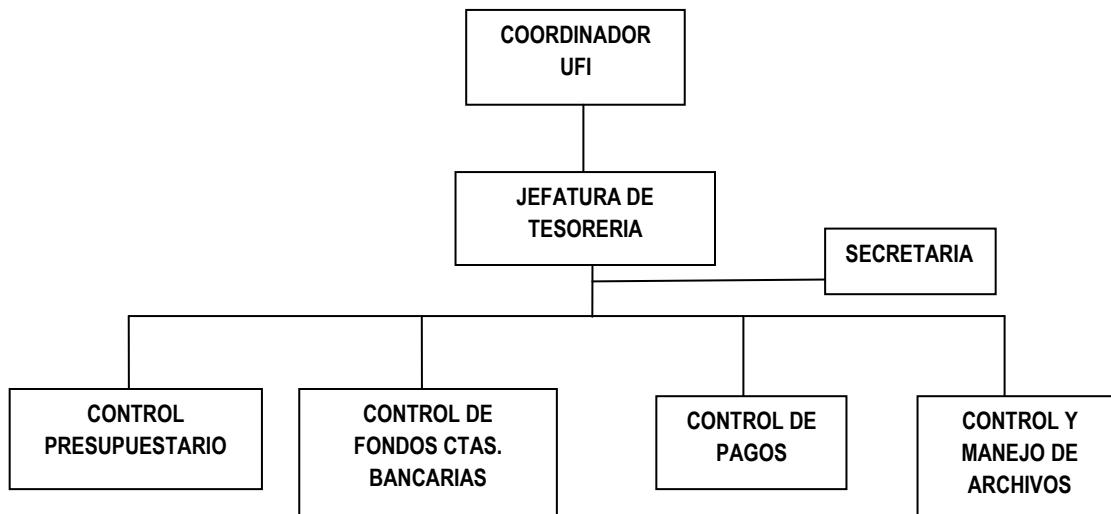 COORDINADOR
UFI
JEFATURA DE
TESORERIA
SECRETARIA
CONTROL
PRESUPUESTARIO
CONTROL DE
FONDOS CTAS.
BANCARIAS
CONTROL DE
PAGOS
CONTROL Y
MANEJO DE
ARCHIVOS